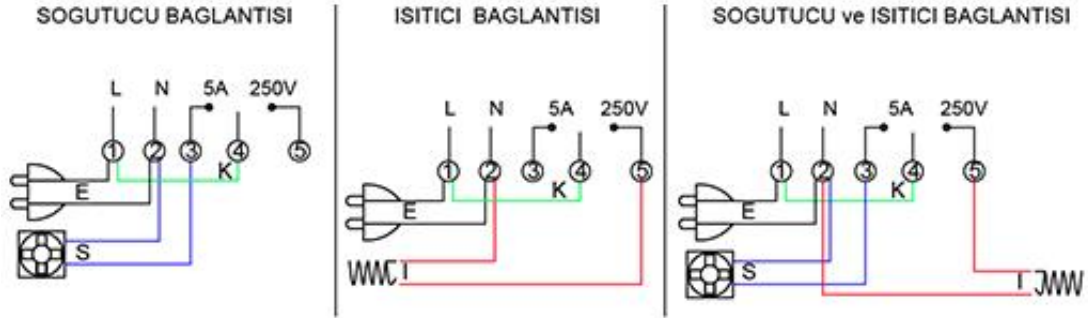 SOGUTUCU BAGLANTISI
L N 5A 250V
1 2 3 4 5
K
E
S
ISITICI BAGLANTISI
L N 5A 250V
1 2 3 4 5
K
E
I
SOGUTUCU ve ISITICI BAGLANTISI
L N 5A 250V
1 2 3 4 5
K
E
S
I